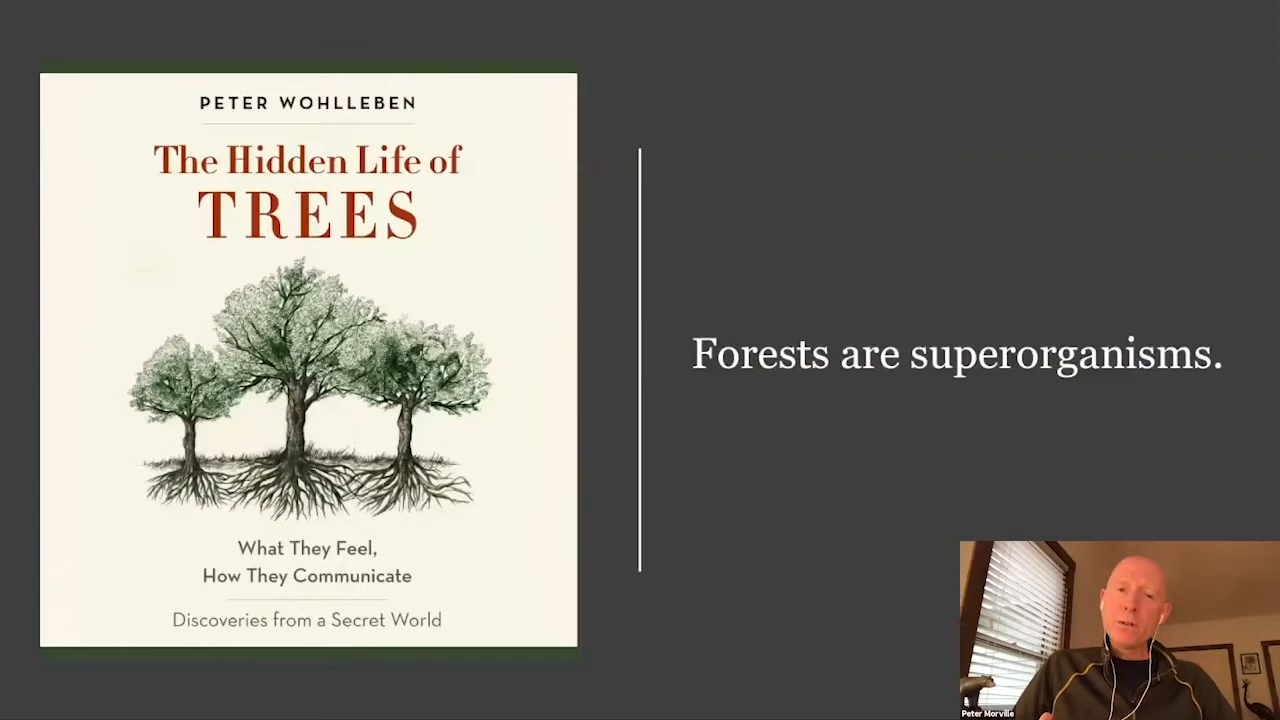 PETER WOHLLEBEN
The Hidden Life of
TREES
What They Feel,
How They Communicate
Discoveries from a Secret World
Forests are superorganisms.
Peter Morville